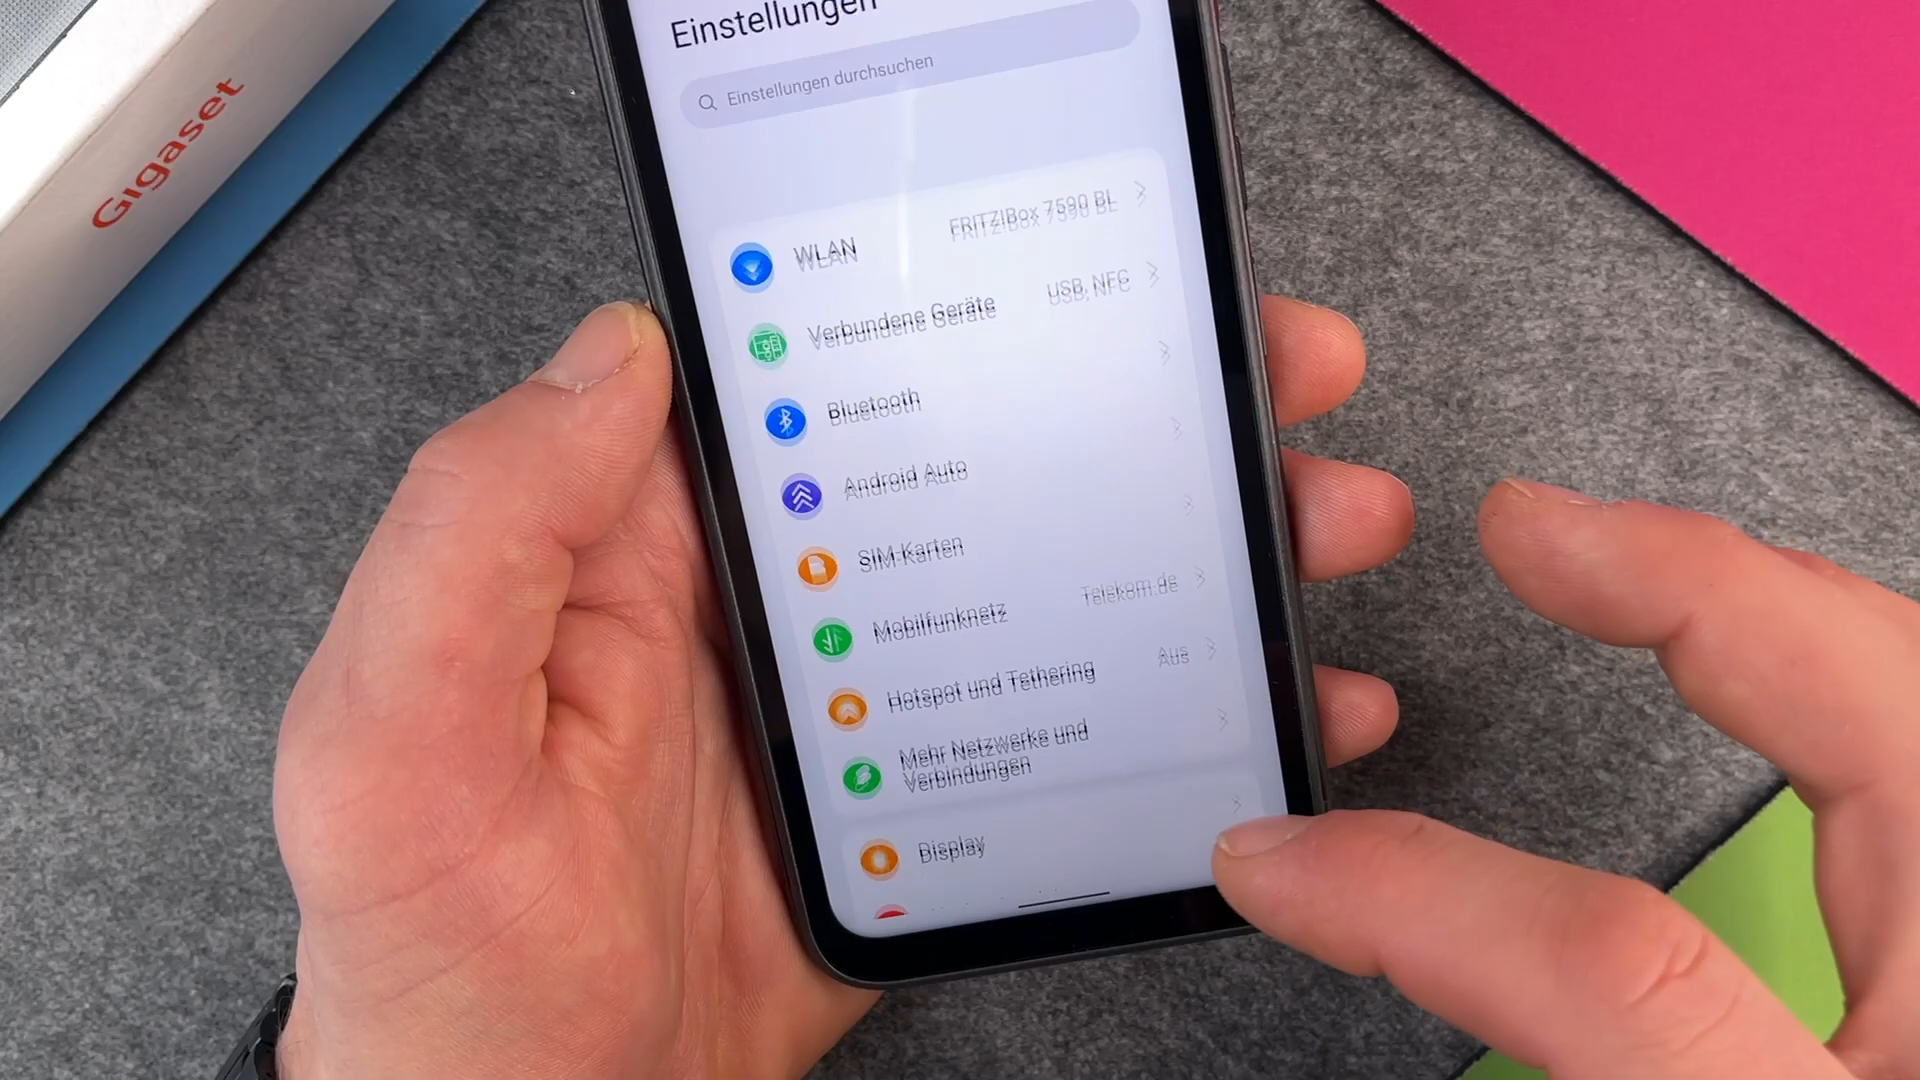 Gigaset
Einstellungen
Einstellungen durchsuchen
WLAN FRITZ!Box 7590 BL
Verbundene Geräte USB, NFC
Bluetooth
Android Auto
SIM-Karten
Mobilfunknetz Telekom.de
Hotspot und Tethering Aus
Mehr Netzwerke und
Verbindungen
Display